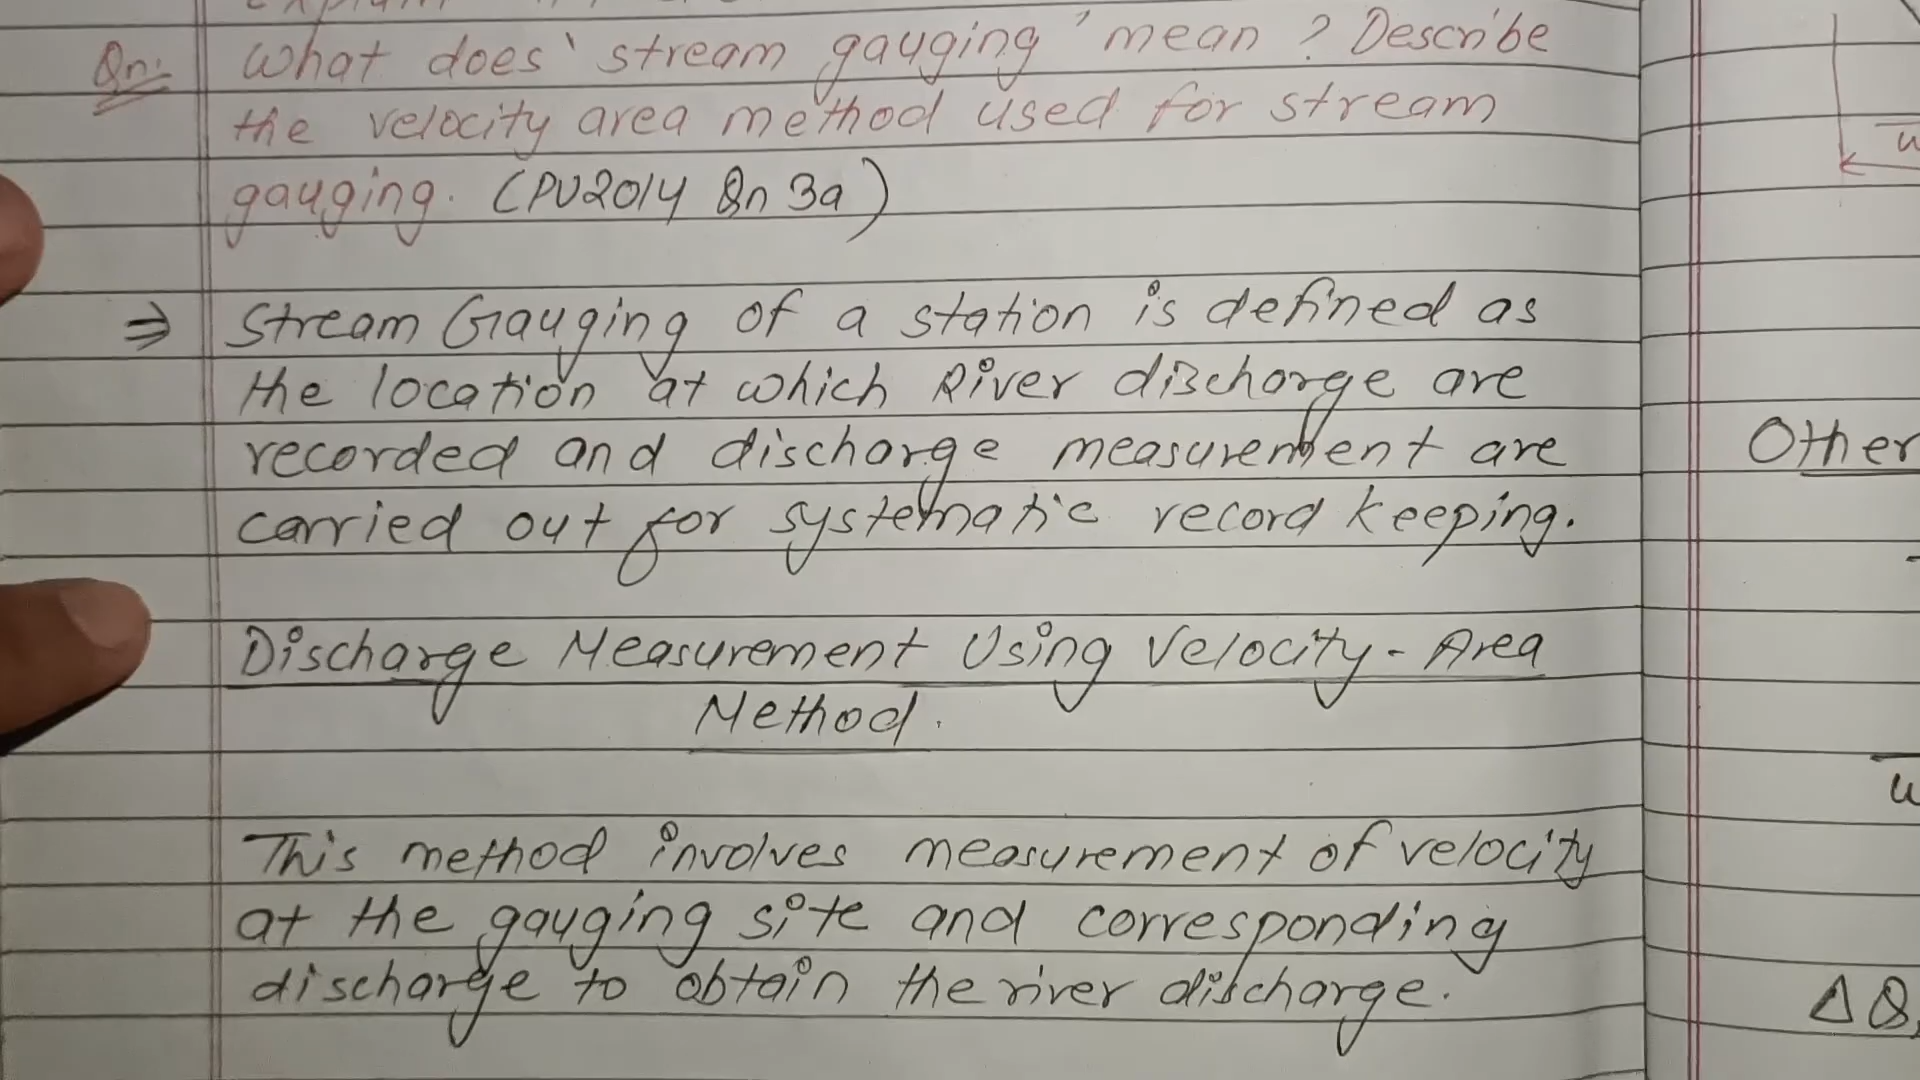 Qn: What does 'stream gauging' mean? Describe
the velocity area method used for stream
gauging. (PU2014 Qn 3a)
⇒ Stream Gauging of a station is defined as
the location at which River discharge are
recorded and discharge measurement are
carried out for systematic record keeping.
Discharge Measurement Using Velocity-Area
Method.
This method involves measurement of velocity
at the gauging site and corresponding
discharge to obtain the river discharge.
Other
ΔQ